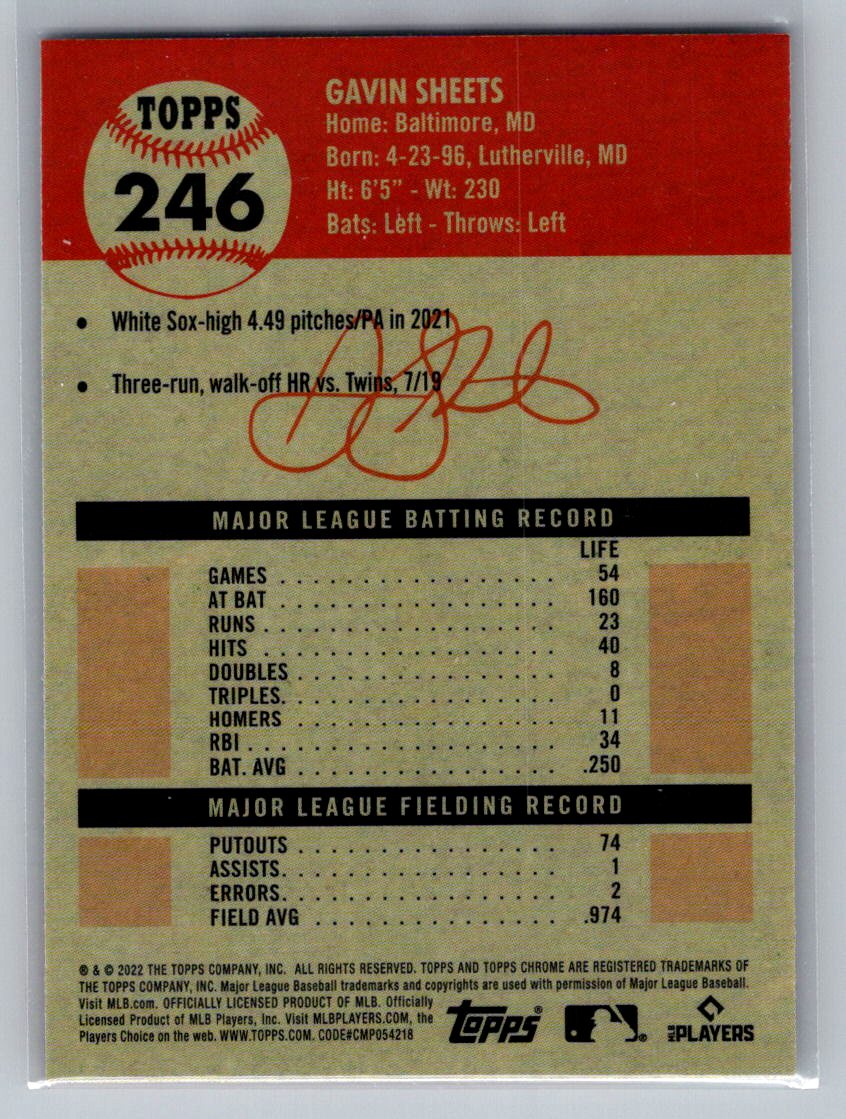 TOPPS
246
GAVIN SHEETS
Home: Baltimore, MD
Born: 4-23-96, Lutherville, MD
Ht: 6'5" - Wt: 230
Bats: Left - Throws: Left
• White Sox-high 4.49 pitches/PA in 2021
• Three-run, walk-off HR vs. Twins, 7/19
MAJOR LEAGUE BATTING RECORD
LIFE
GAMES . . . . . . . . . . . . . . . . . 54
AT BAT . . . . . . . . . . . . . . . . . 160
RUNS . . . . . . . . . . . . . . . . . . 23
HITS . . . . . . . . . . . . . . . . . . 40
DOUBLES . . . . . . . . . . . . . . . . 8
TRIPLES. . . . . . . . . . . . . . . . . 0
HOMERS . . . . . . . . . . . . . . . . 11
RBI . . . . . . . . . . . . . . . . . . . 34
BAT. AVG . . . . . . . . . . . . . . . . .250
MAJOR LEAGUE FIELDING RECORD
PUTOUTS . . . . . . . . . . . . . . . . 74
ASSISTS. . . . . . . . . . . . . . . . . 1
ERRORS. . . . . . . . . . . . . . . . . 2
FIELD AVG . . . . . . . . . . . . . . . .974
® & © 2022 THE TOPPS COMPANY, INC. ALL RIGHTS RESERVED. TOPPS AND TOPPS CHROME ARE REGISTERED TRADEMARKS OF
THE TOPPS COMPANY, INC. Major League Baseball trademarks and copyrights are used with permission of Major League Baseball.
Visit MLB.com. OFFICIALLY LICENSED PRODUCT OF MLB. Officially
Licensed Product of MLB Players, Inc. Visit MLBPLAYERS.COM, the
Players Choice on the web. WWW.TOPPS.COM. CODE#CMP054218
TOPPS®
MLB PLAYERS